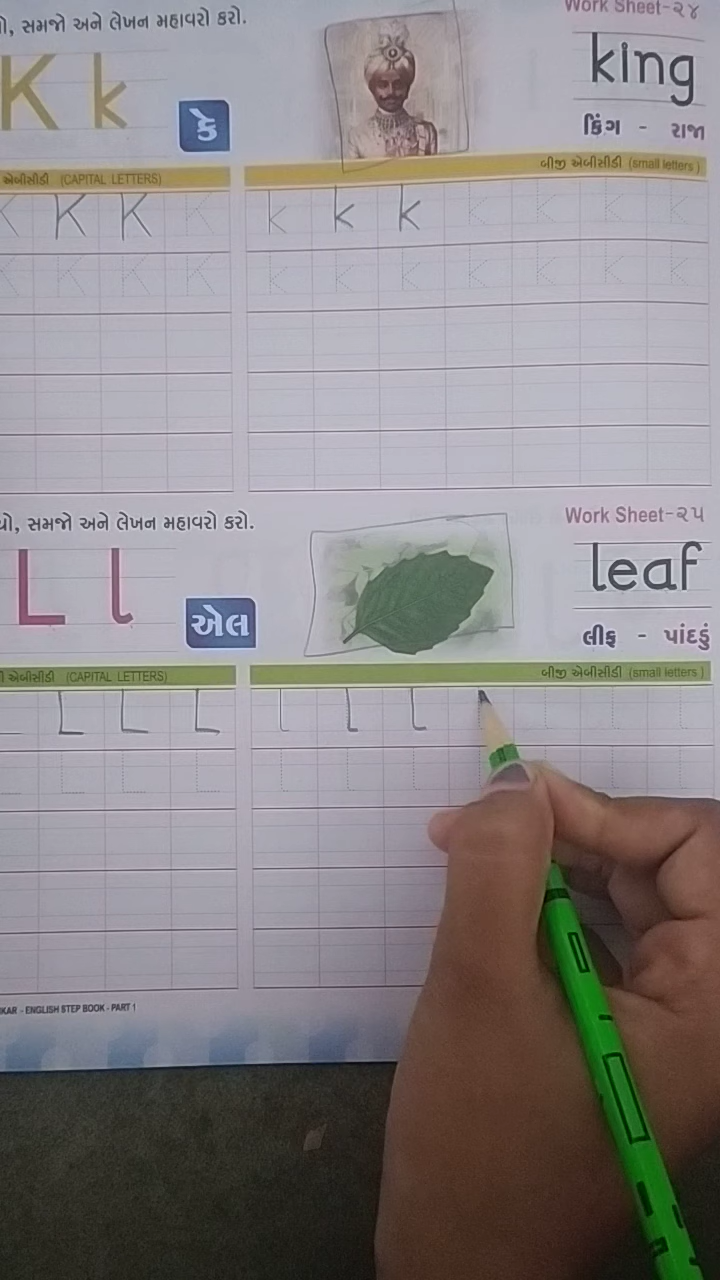 Work Sheet-૨૪
, સમજો અને લેખન મહાવરો કરો.
K k
કે
king
કિંગ - રાજા
એબીસીડી (CAPITAL LETTERS)
બીજી એબીસીડી (small letters)
K K K K k k k k k k k
K K K K k k k k k k k
Work Sheet-૨૫
, સમજો અને લેખન મહાવરો કરો.
L l
એલ
leaf
લીફ - પાંદડું
એબીસીડી (CAPITAL LETTERS)
બીજી એબીસીડી (small letters)
L L L L l l l l l l l
L L L L l l l l l l l
KAR - ENGLISH STEP BOOK - PART 1